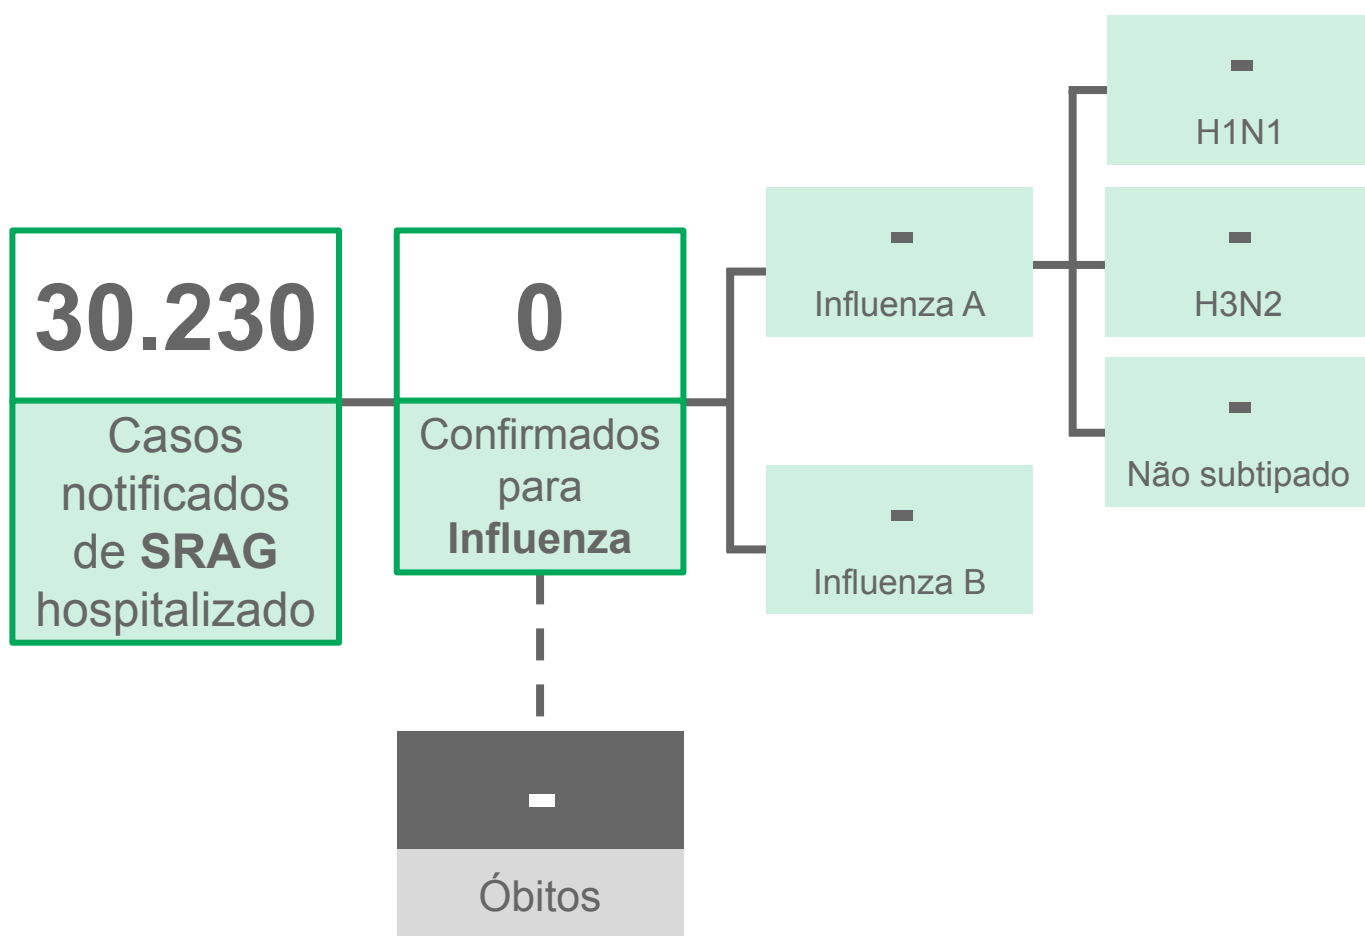 30.230
Casos
notificados
de SRAG
hospitalizado
0
Confirmados
para
Influenza
-
Óbitos
-
Influenza A
-
Influenza B
-
H1N1
-
H3N2
-
Não subtipado